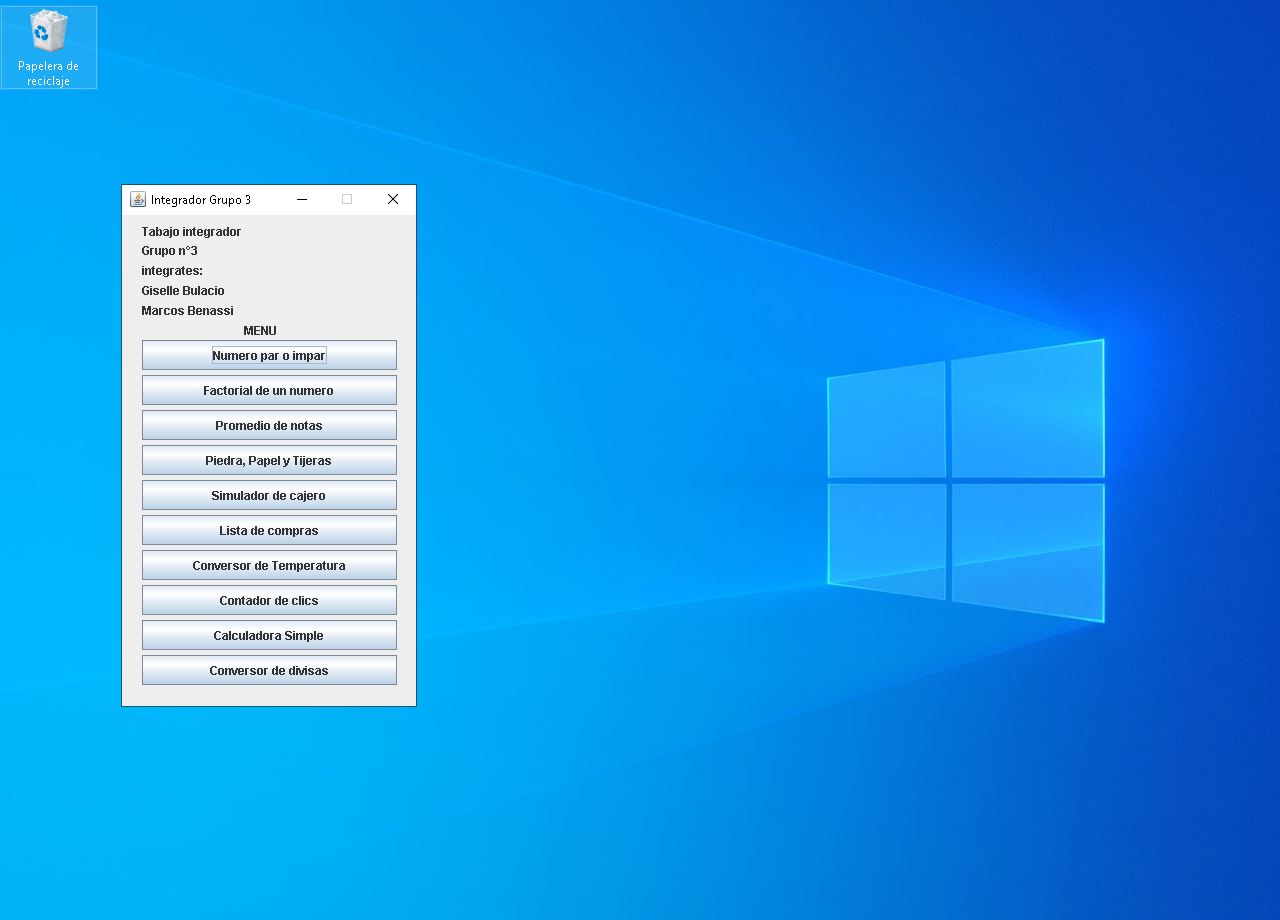 Papelera de
reciclaje
Integrador Grupo 3
Tabajo integrador
Grupo n°3
integrates:
Giselle Bulacio
Marcos Benassi
MENU
Numero par o impar
Factorial de un numero
Promedio de notas
Piedra, Papel y Tijeras
Simulador de cajero
Lista de compras
Conversor de Temperatura
Contador de clics
Calculadora Simple
Conversor de divisas